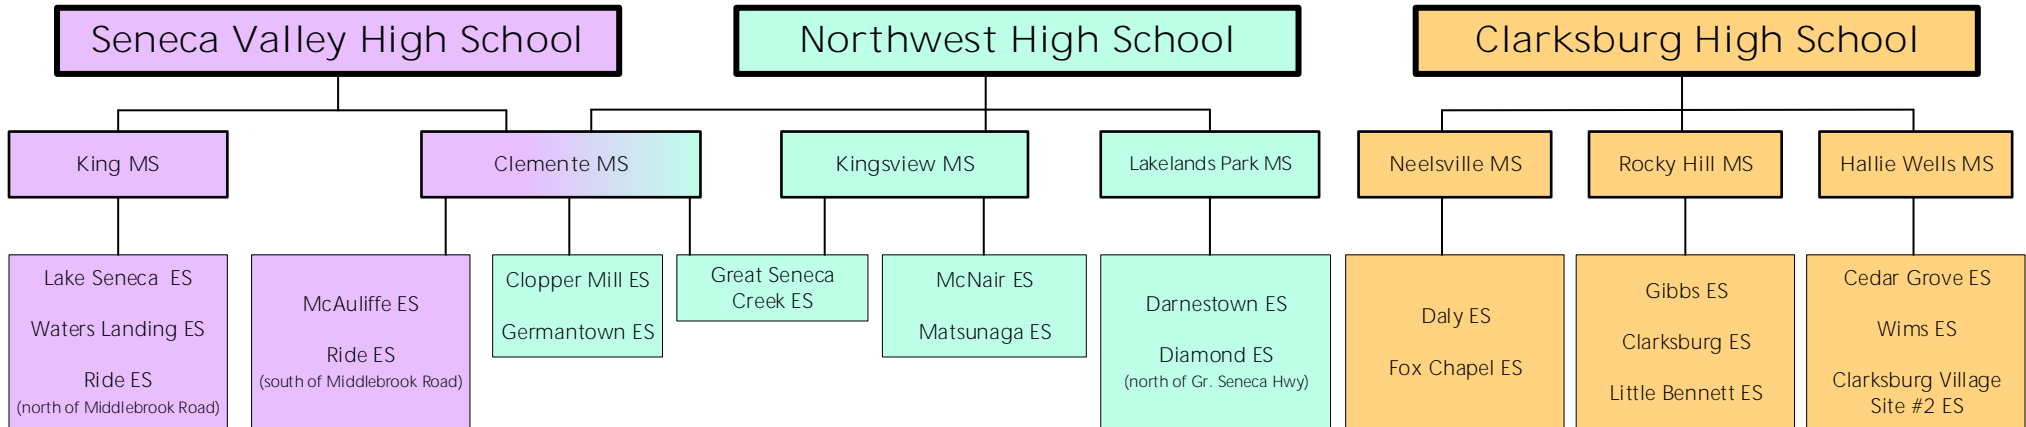 Seneca Valley High School
Northwest High School
Clarksburg High School
King MS
Clemente MS
Kingsview MS
Lakelands Park MS
Neelsville MS
Rocky Hill MS
Hallie Wells MS
Lake Seneca ES
Waters Landing ES
Ride ES
(north of Middlebrook Road)
McAuliffe ES
Ride ES
(south of Middlebrook Road)
Clopper Mill ES
Germantown ES
Great Seneca
Creek ES
McNair ES
Matsunaga ES
Darnestown ES
Diamond ES
(north of Gr. Seneca Hwy)
Daly ES
Fox Chapel ES
Gibbs ES
Clarksburg ES
Little Bennett ES
Cedar Grove ES
Wims ES
Clarksburg Village
Site #2 ES